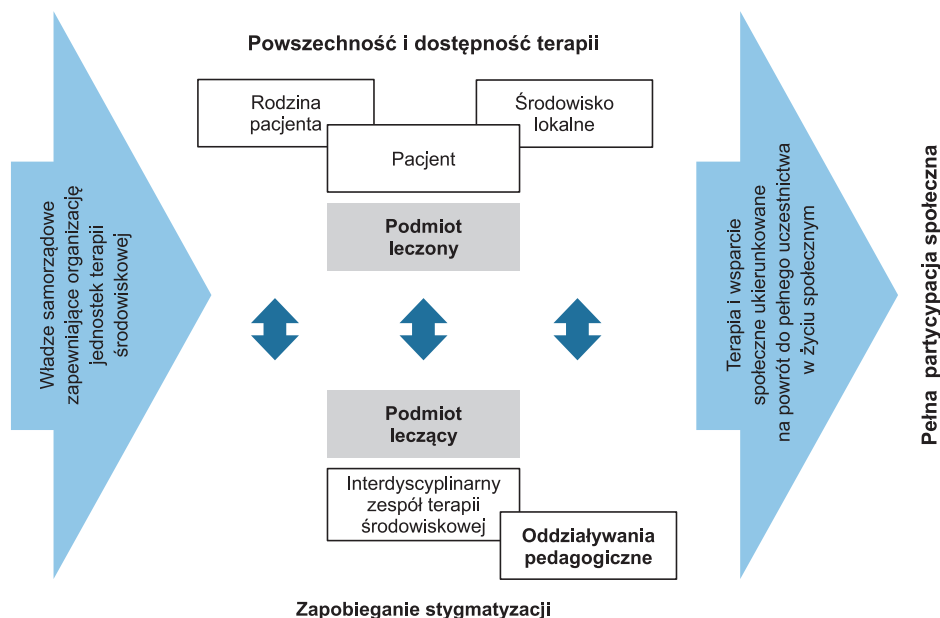 Powszechność i dostępność terapii
Rodzina
pacjenta
Środowisko
lokalne
Pacjent
Podmiot
leczony
Władze samorządowe
zapewniające organizację
jednostek terapii
środowiskowej
Terapia i wsparcie
społeczne ukierunkowane
na powrót do pełnego uczestnictwa
w życiu społecznym
Pełna partycypacja społeczna
Podmiot
leczący
Interdyscyplinarny
zespół terapii
środowiskowej
Oddziaływania
pedagogiczne
Zapobieganie stygmatyzacji